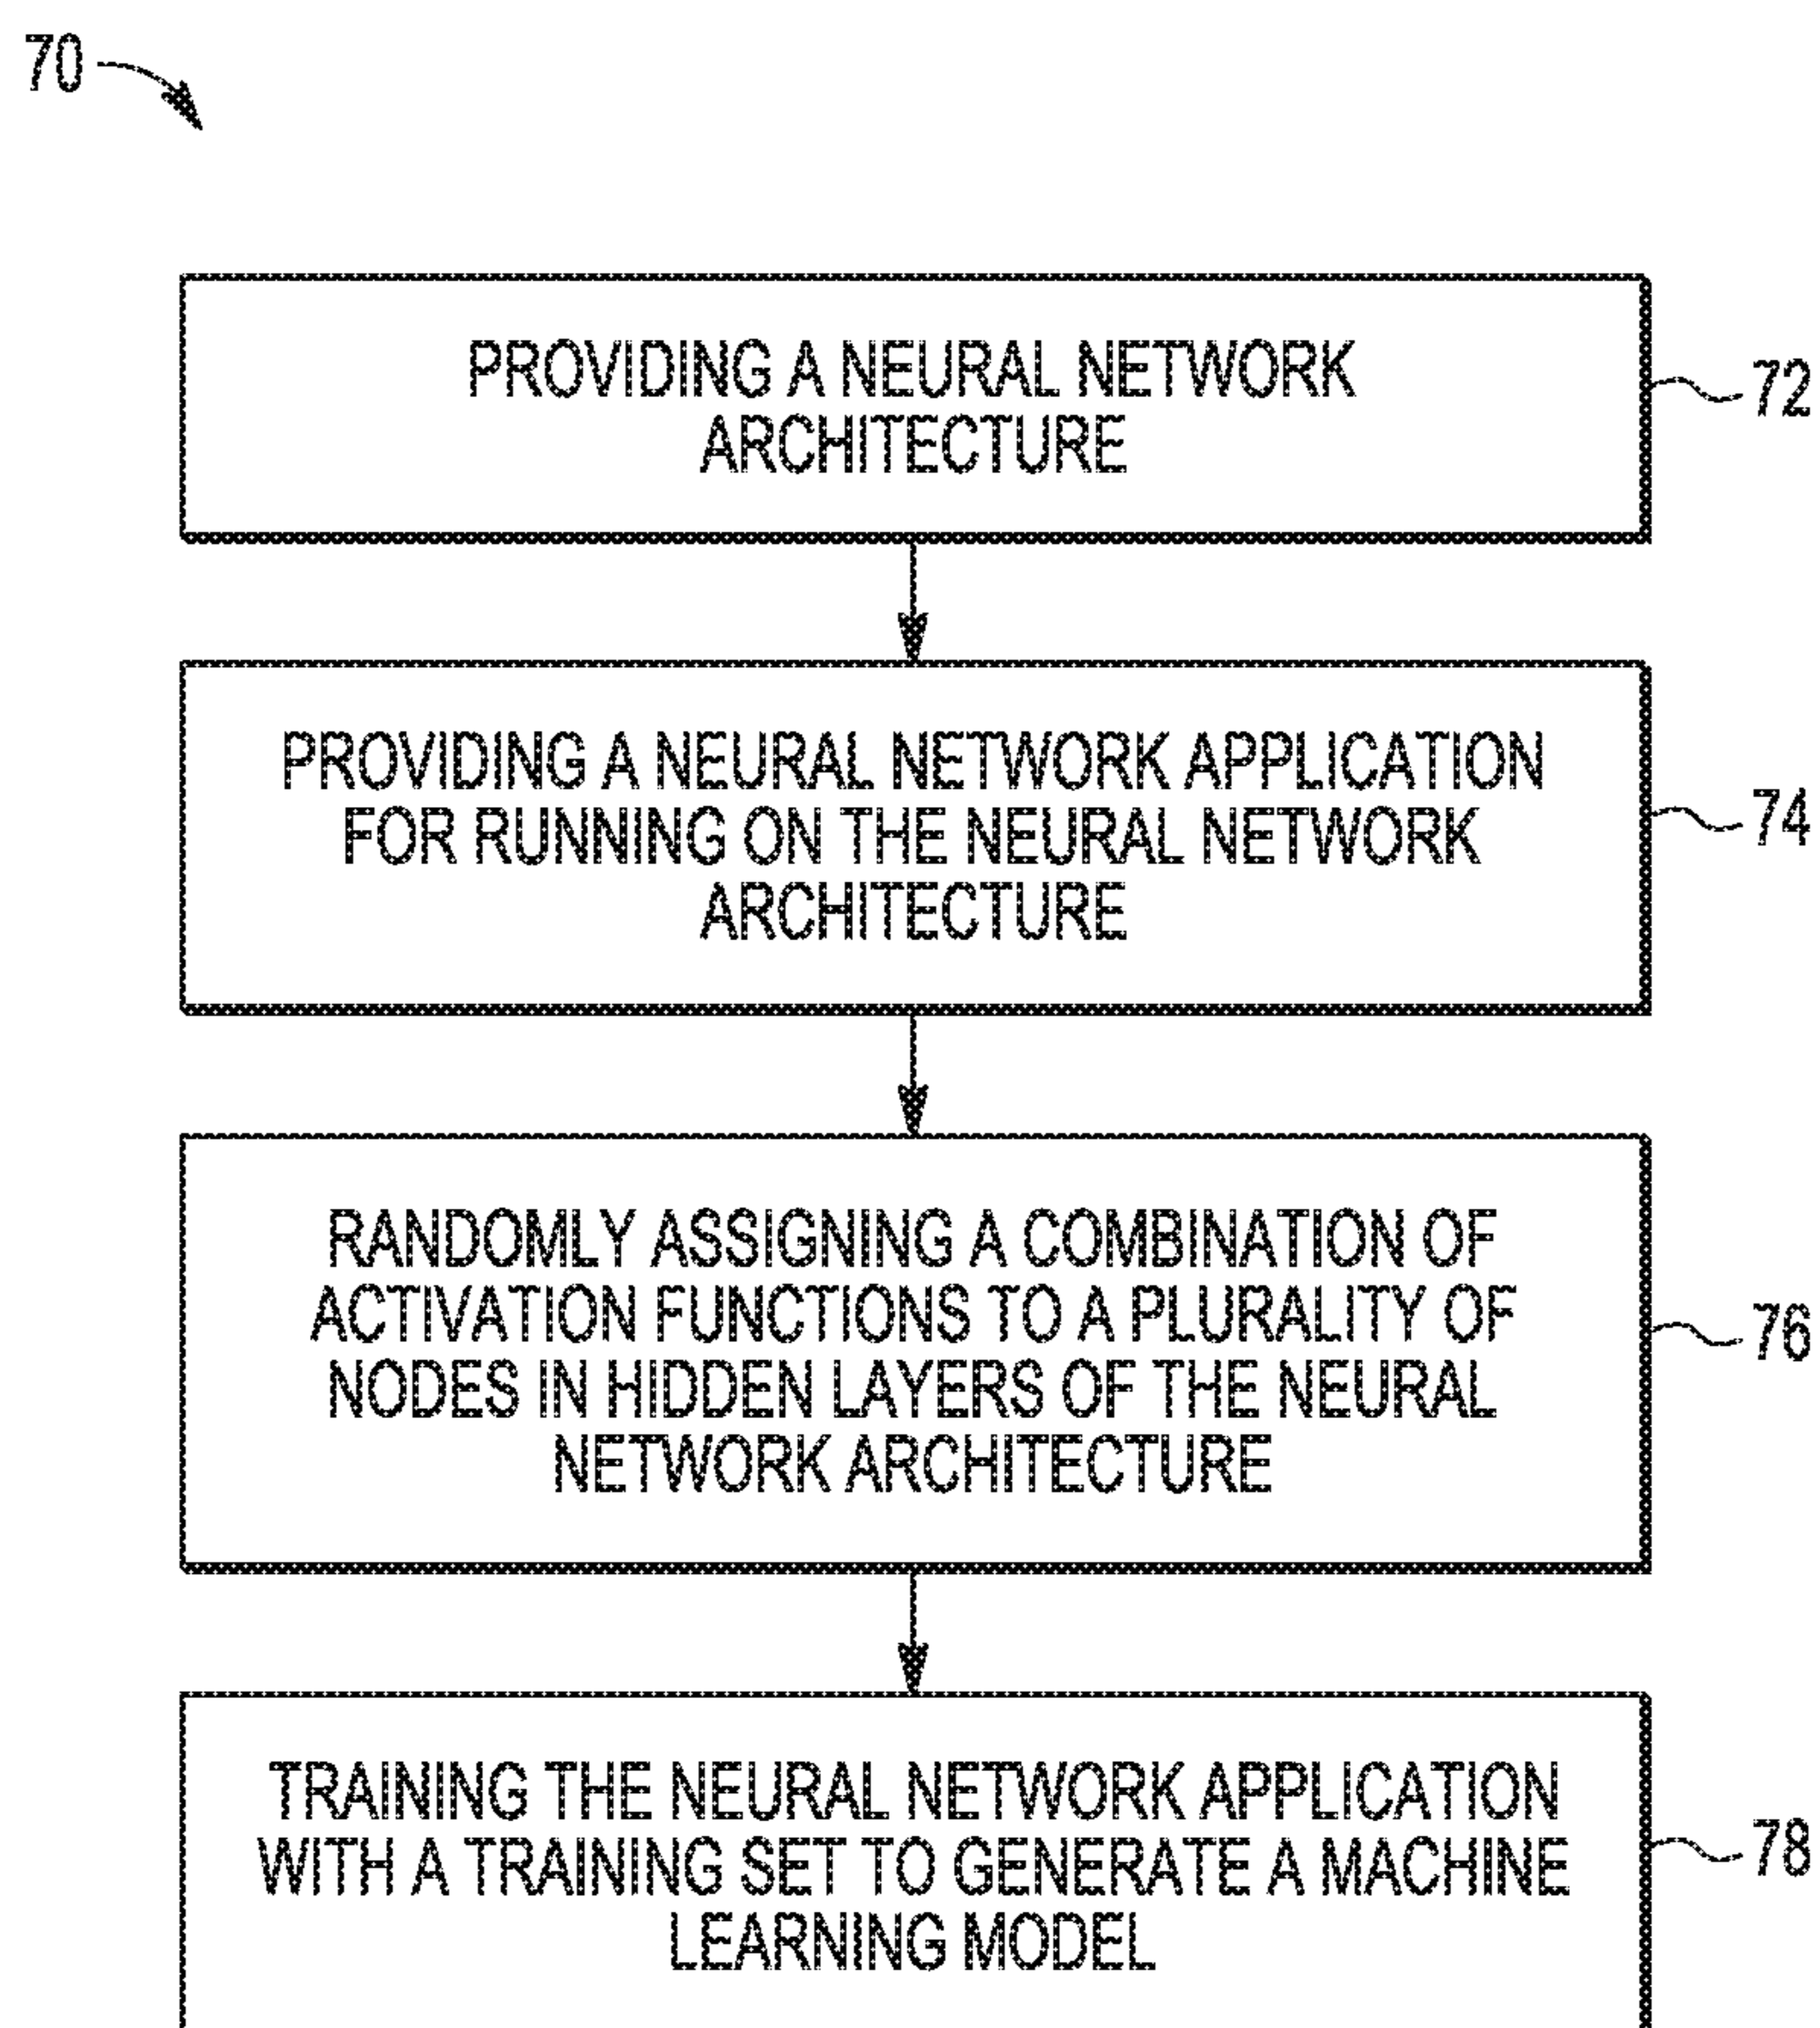 70
PROVIDING A NEURAL NETWORK
ARCHITECTURE
72
PROVIDING A NEURAL NETWORK APPLICATION
FOR RUNNING ON THE NEURAL NETWORK
ARCHITECTURE
74
RANDOMLY ASSIGNING A COMBINATION OF
ACTIVATION FUNCTIONS TO A PLURALITY OF
NODES IN HIDDEN LAYERS OF THE NEURAL
NETWORK ARCHITECTURE
76
TRAINING THE NEURAL NETWORK APPLICATION
WITH A TRAINING SET TO GENERATE A MACHINE
LEARNING MODEL
78